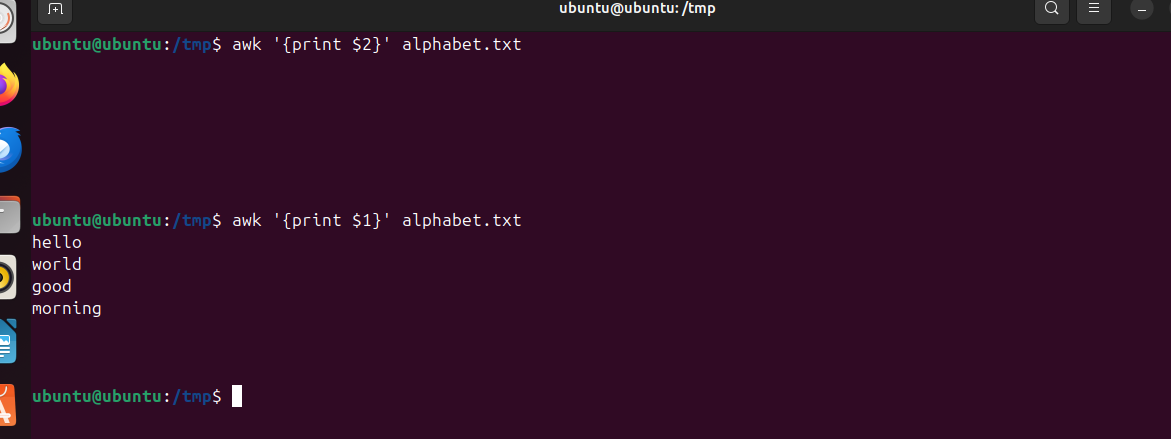 ubuntu@ubuntu: /tmp
ubuntu@ubuntu:/tmp$ awk '{print $2}' alphabet.txt
ubuntu@ubuntu:/tmp$ awk '{print $1}' alphabet.txt
hello
world
good
morning
ubuntu@ubuntu:/tmp$